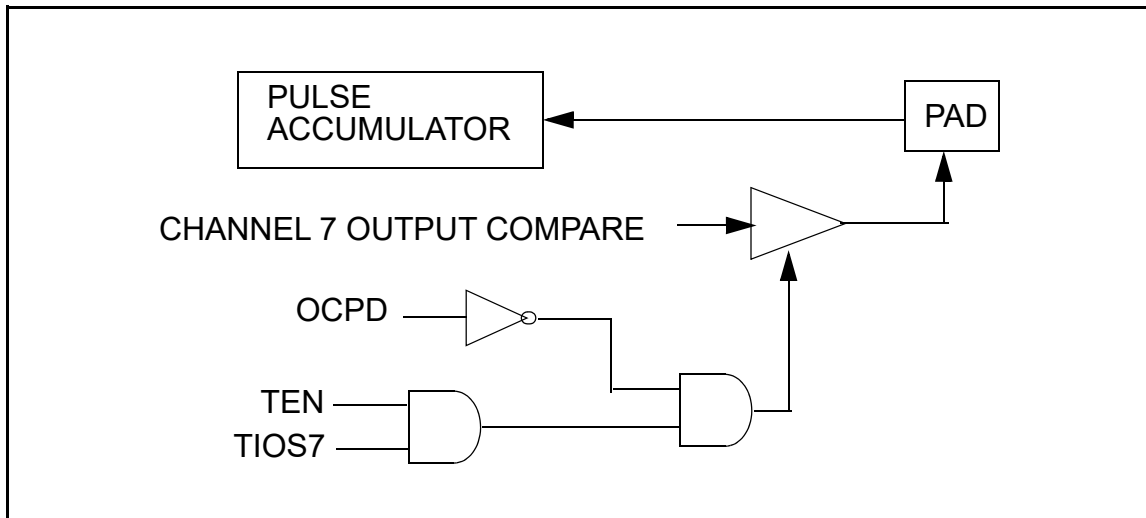 PULSE
ACCUMULATOR
PAD
CHANNEL 7 OUTPUT COMPARE
OCPD
TEN
TIOS7